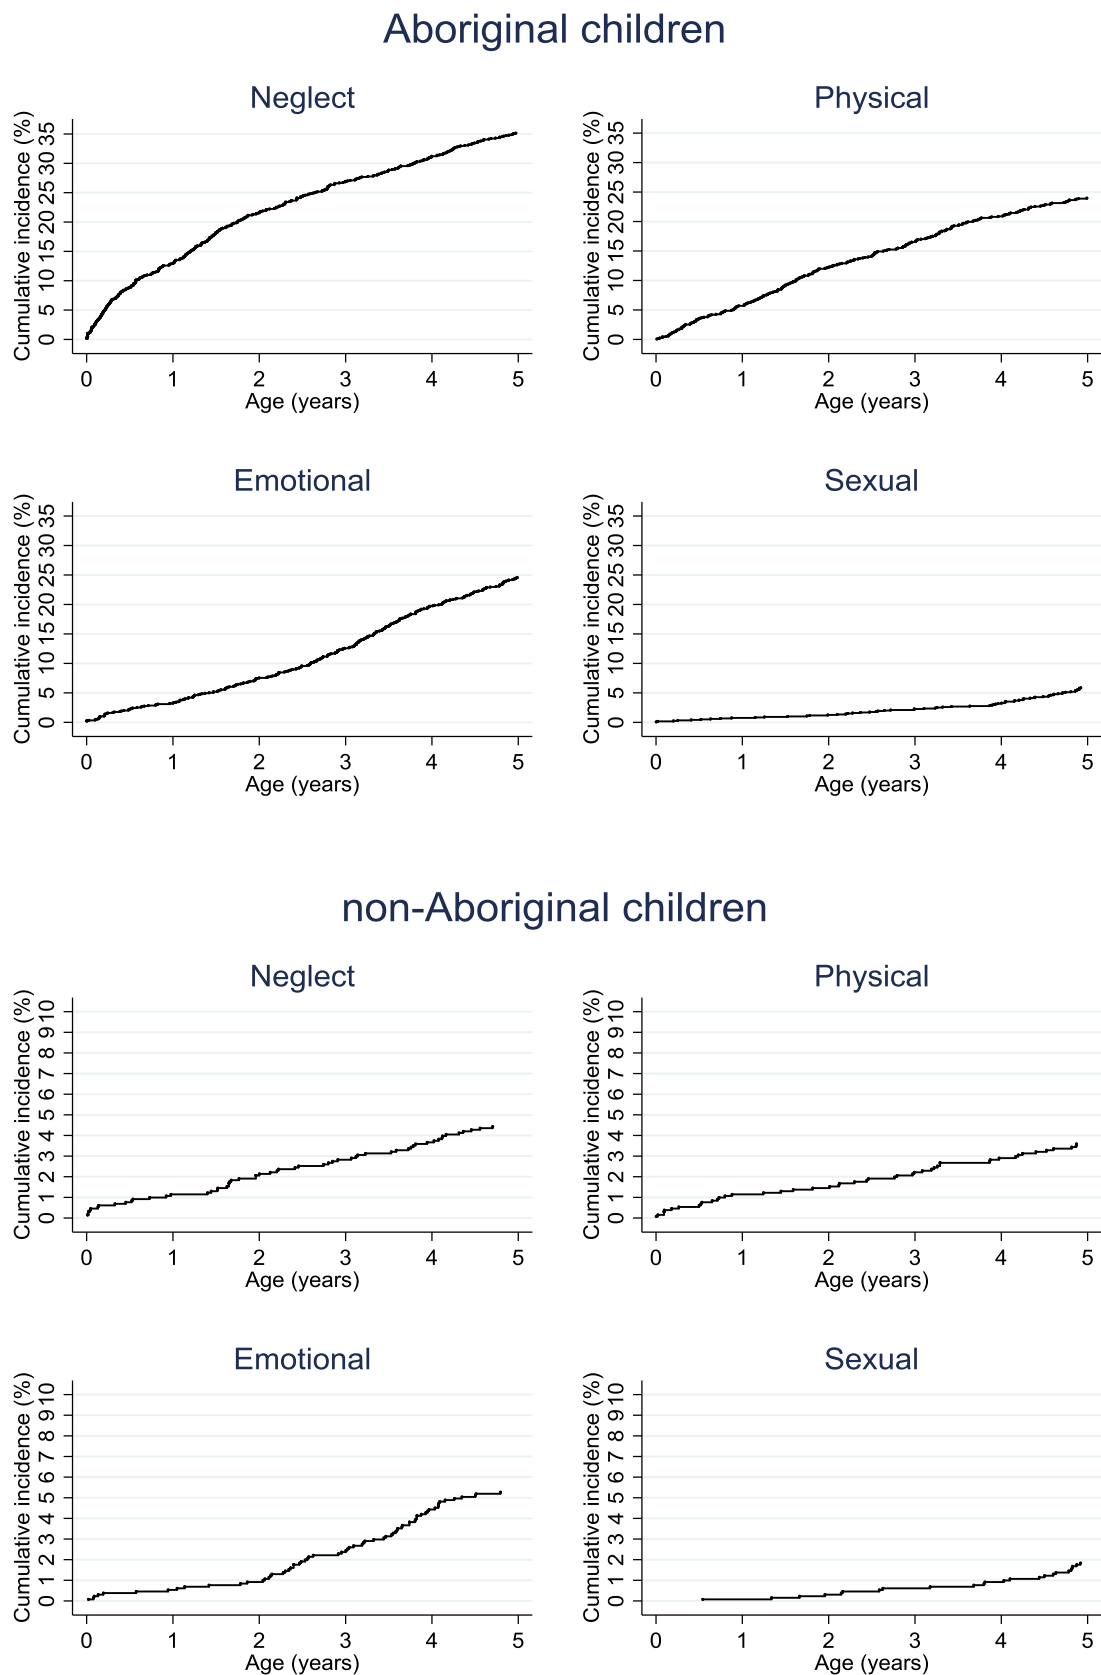 Aboriginal children
Neglect
Cumulative incidence (%)
0 5 10 15 20 25 30 35
0 1 2 3 4 5
Age (years)
Physical
Cumulative incidence (%)
0 5 10 15 20 25 30 35
0 1 2 3 4 5
Age (years)
Emotional
Cumulative incidence (%)
0 5 10 15 20 25 30 35
0 1 2 3 4 5
Age (years)
Sexual
Cumulative incidence (%)
0 5 10 15 20 25 30 35
0 1 2 3 4 5
Age (years)
non-Aboriginal children
Neglect
Cumulative incidence (%)
0 1 2 3 4 5 6 7 8 9 10
0 1 2 3 4 5
Age (years)
Physical
Cumulative incidence (%)
0 1 2 3 4 5 6 7 8 9 10
0 1 2 3 4 5
Age (years)
Emotional
Cumulative incidence (%)
0 1 2 3 4 5 6 7 8 9 10
0 1 2 3 4 5
Age (years)
Sexual
Cumulative incidence (%)
0 1 2 3 4 5 6 7 8 9 10
0 1 2 3 4 5
Age (years)